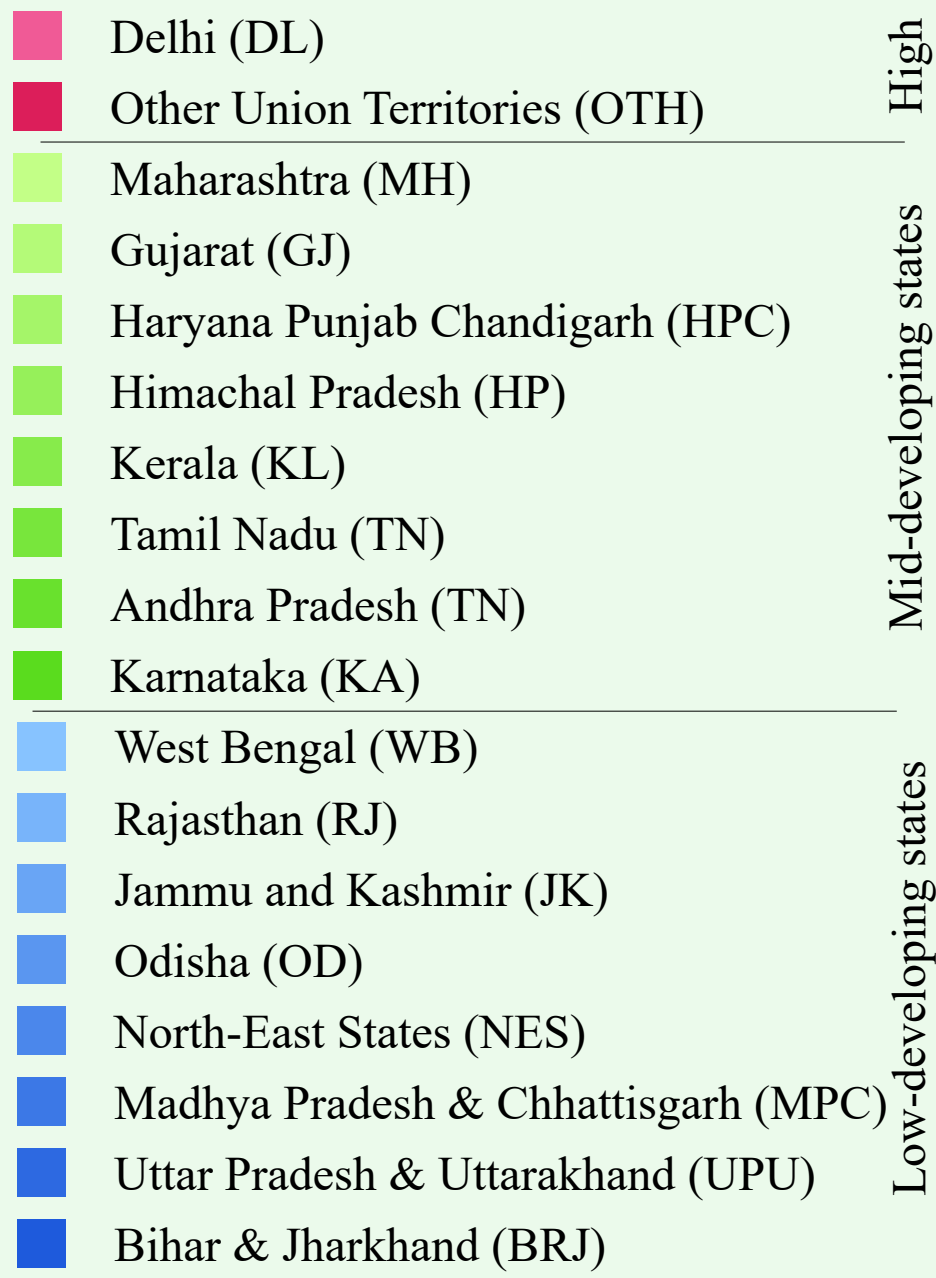 Delhi (DL)
Other Union Territories (OTH)
High
Maharashtra (MH)
Gujarat (GJ)
Haryana Punjab Chandigarh (HPC)
Himachal Pradesh (HP)
Kerala (KL)
Tamil Nadu (TN)
Andhra Pradesh (TN)
Karnataka (KA)
Mid-developing states
West Bengal (WB)
Rajasthan (RJ)
Jammu and Kashmir (JK)
Odisha (OD)
North-East States (NES)
Madhya Pradesh & Chhattisgarh (MPC)
Uttar Pradesh & Uttarakhand (UPU)
Bihar & Jharkhand (BRJ)
Low-developing states